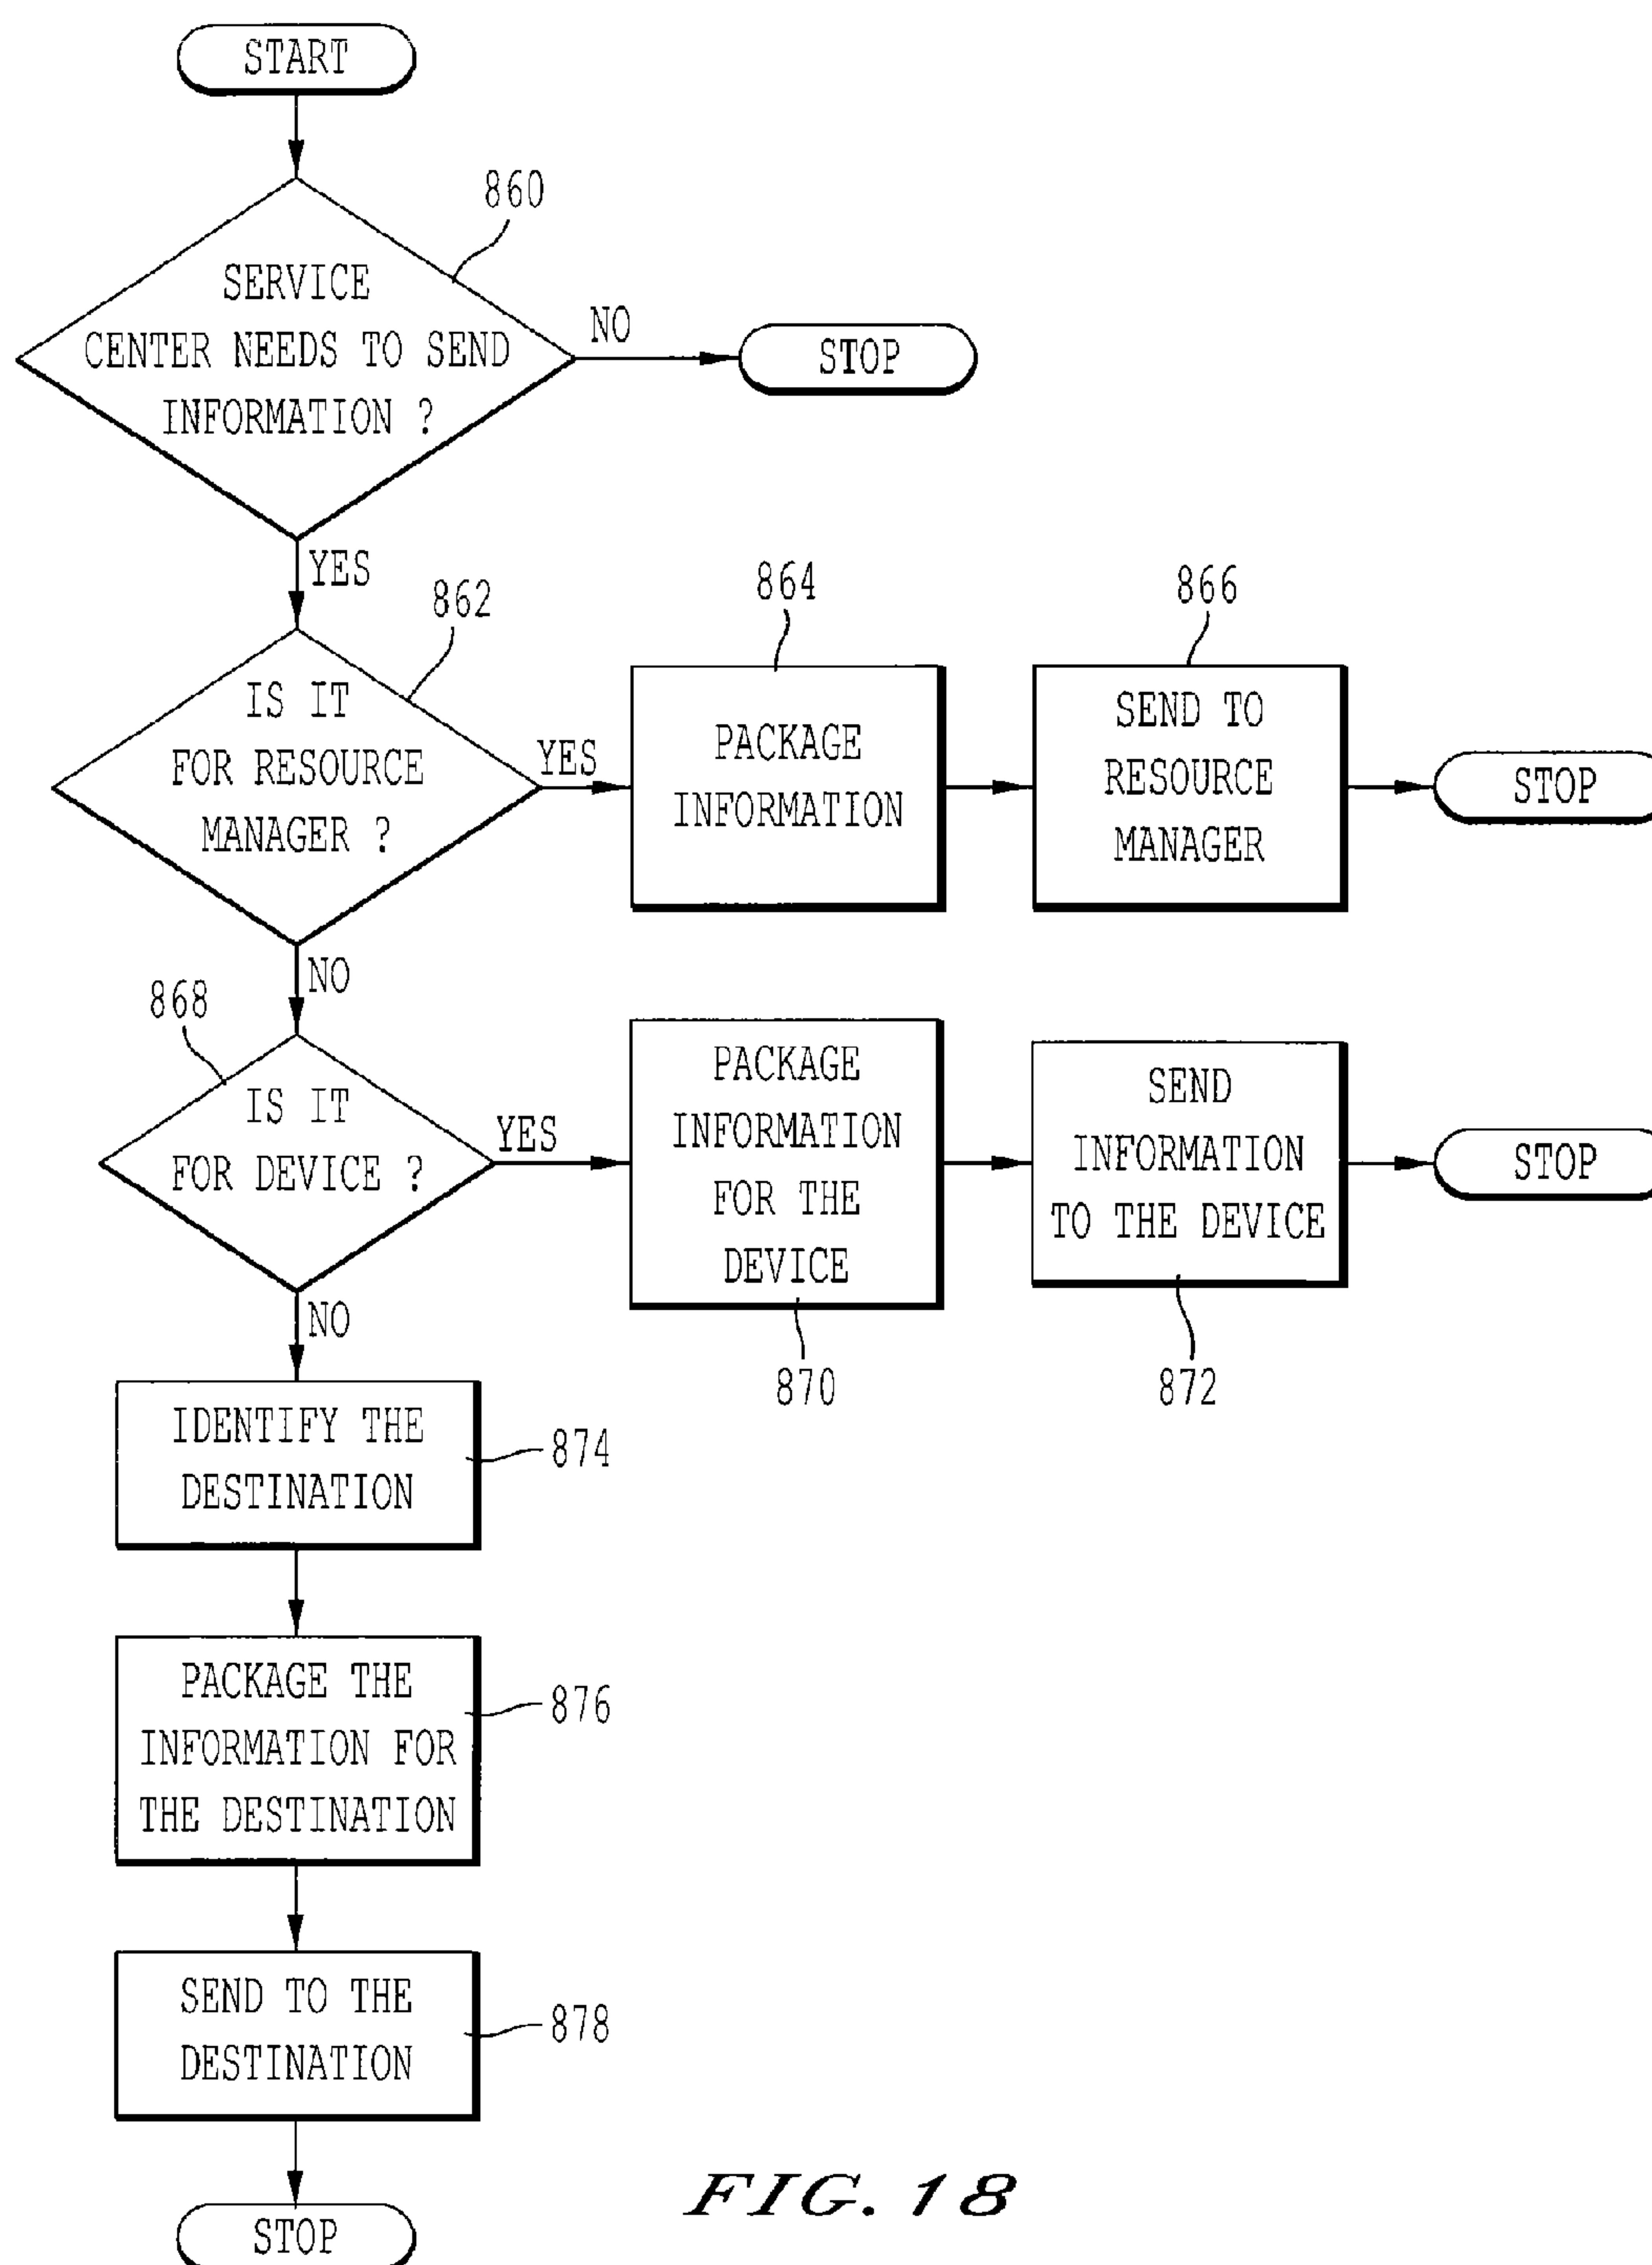 START
860
SERVICE
CENTER NEEDS TO SEND
INFORMATION ?
NO
STOP
YES
862
IS IT
FOR RESOURCE
MANAGER ?
YES
864
PACKAGE
INFORMATION
866
SEND TO
RESOURCE
MANAGER
STOP
NO
868
IS IT
FOR DEVICE ?
YES
PACKAGE
INFORMATION
FOR THE
DEVICE
870
SEND
INFORMATION
TO THE DEVICE
872
STOP
NO
IDENTIFY THE
DESTINATION
874
PACKAGE THE
INFORMATION FOR
THE DESTINATION
876
SEND TO THE
DESTINATION
878
STOP
FIG. 18